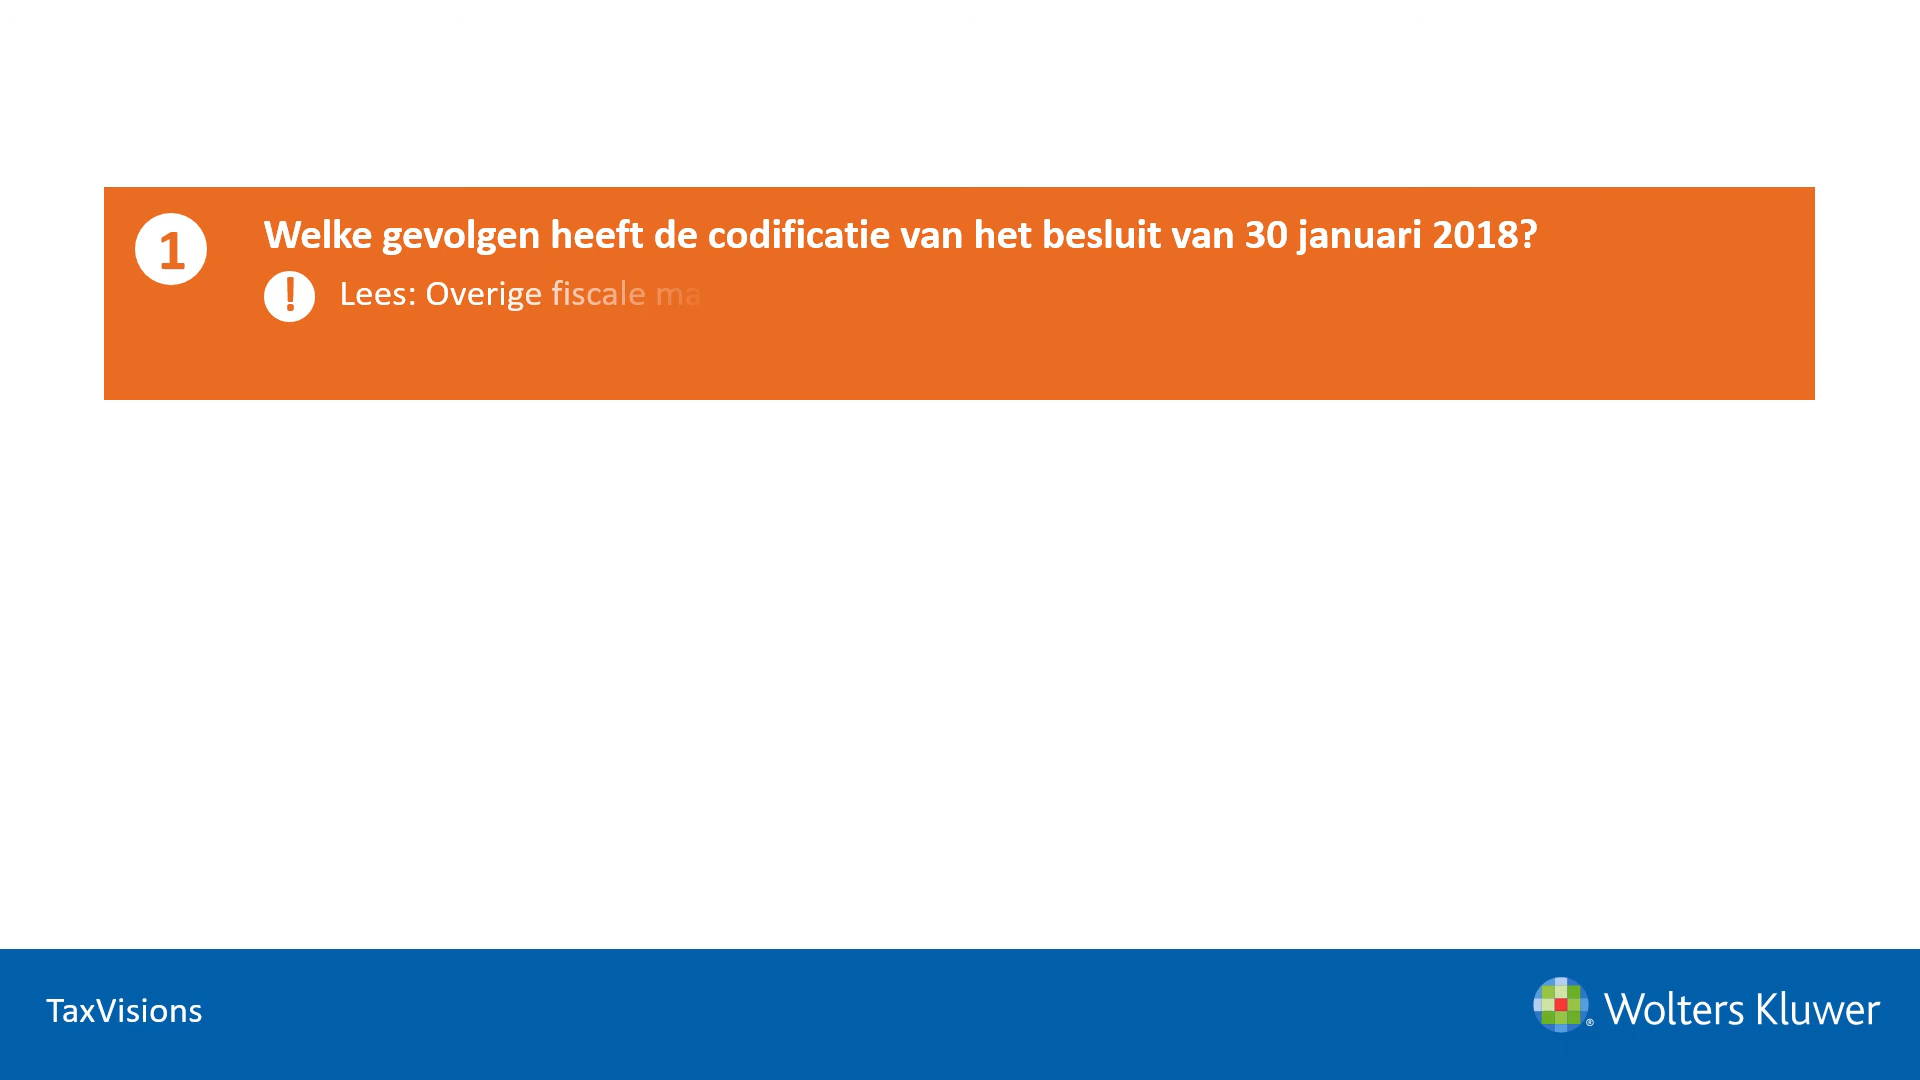 1
Welke gevolgen heeft de codificatie van het besluit van 30 januari 2018?
! Lees: Overige fiscale
TaxVisions
® Wolters Kluwer